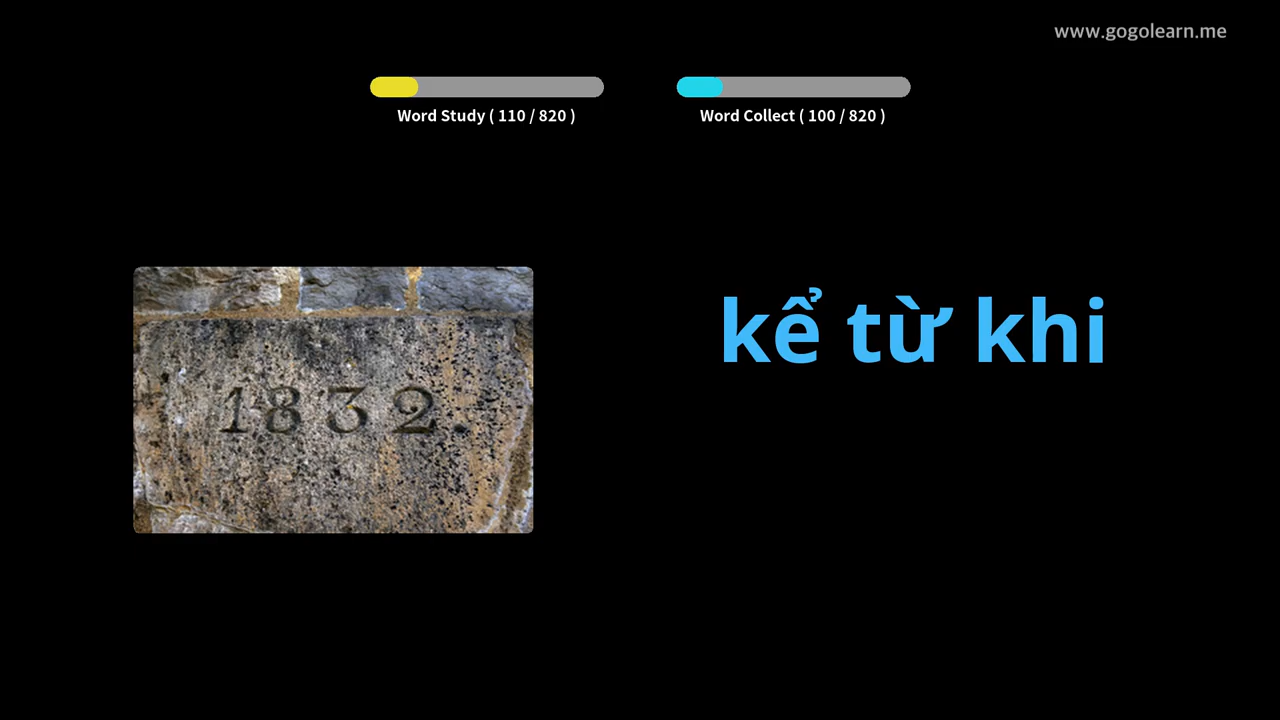 www.gogolearn.me
Word Study ( 110 / 820 )
Word Collect ( 100 / 820 )
kể từ khi
1832.